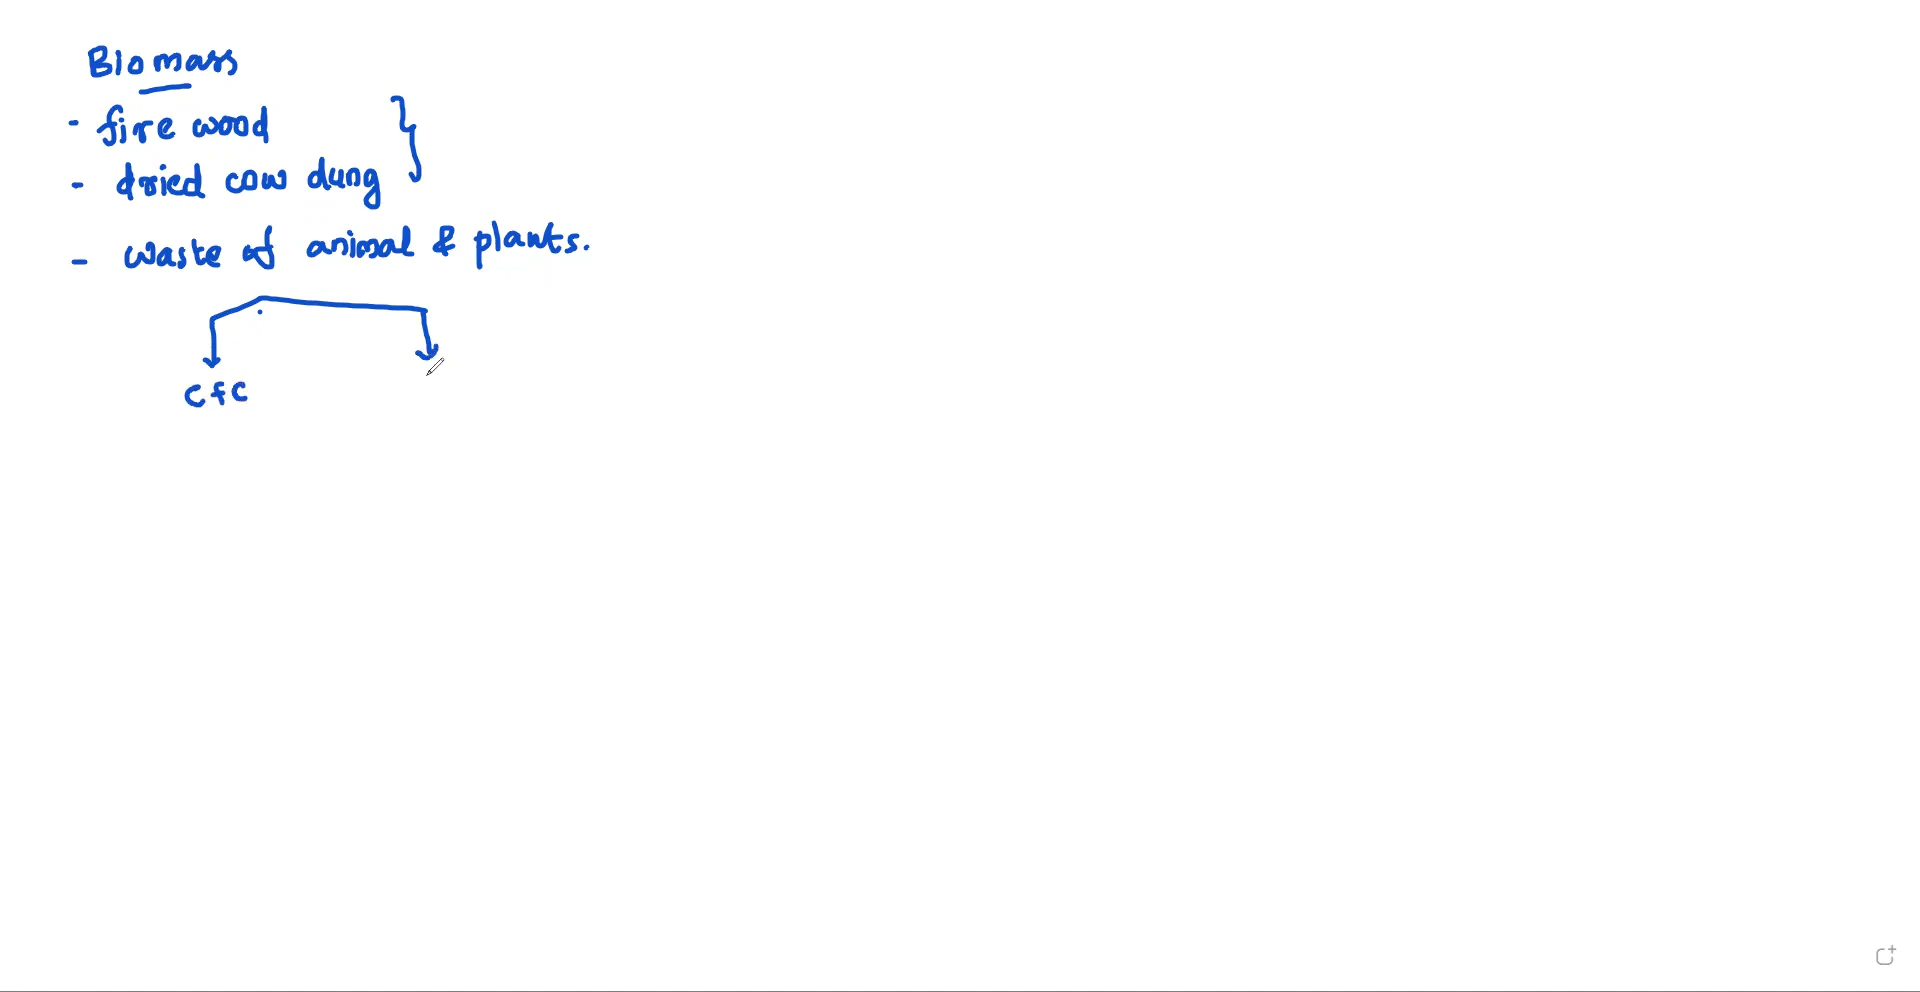 Biomass
- fire wood
- dried cow dung
- waste of animal & plants.
cfc